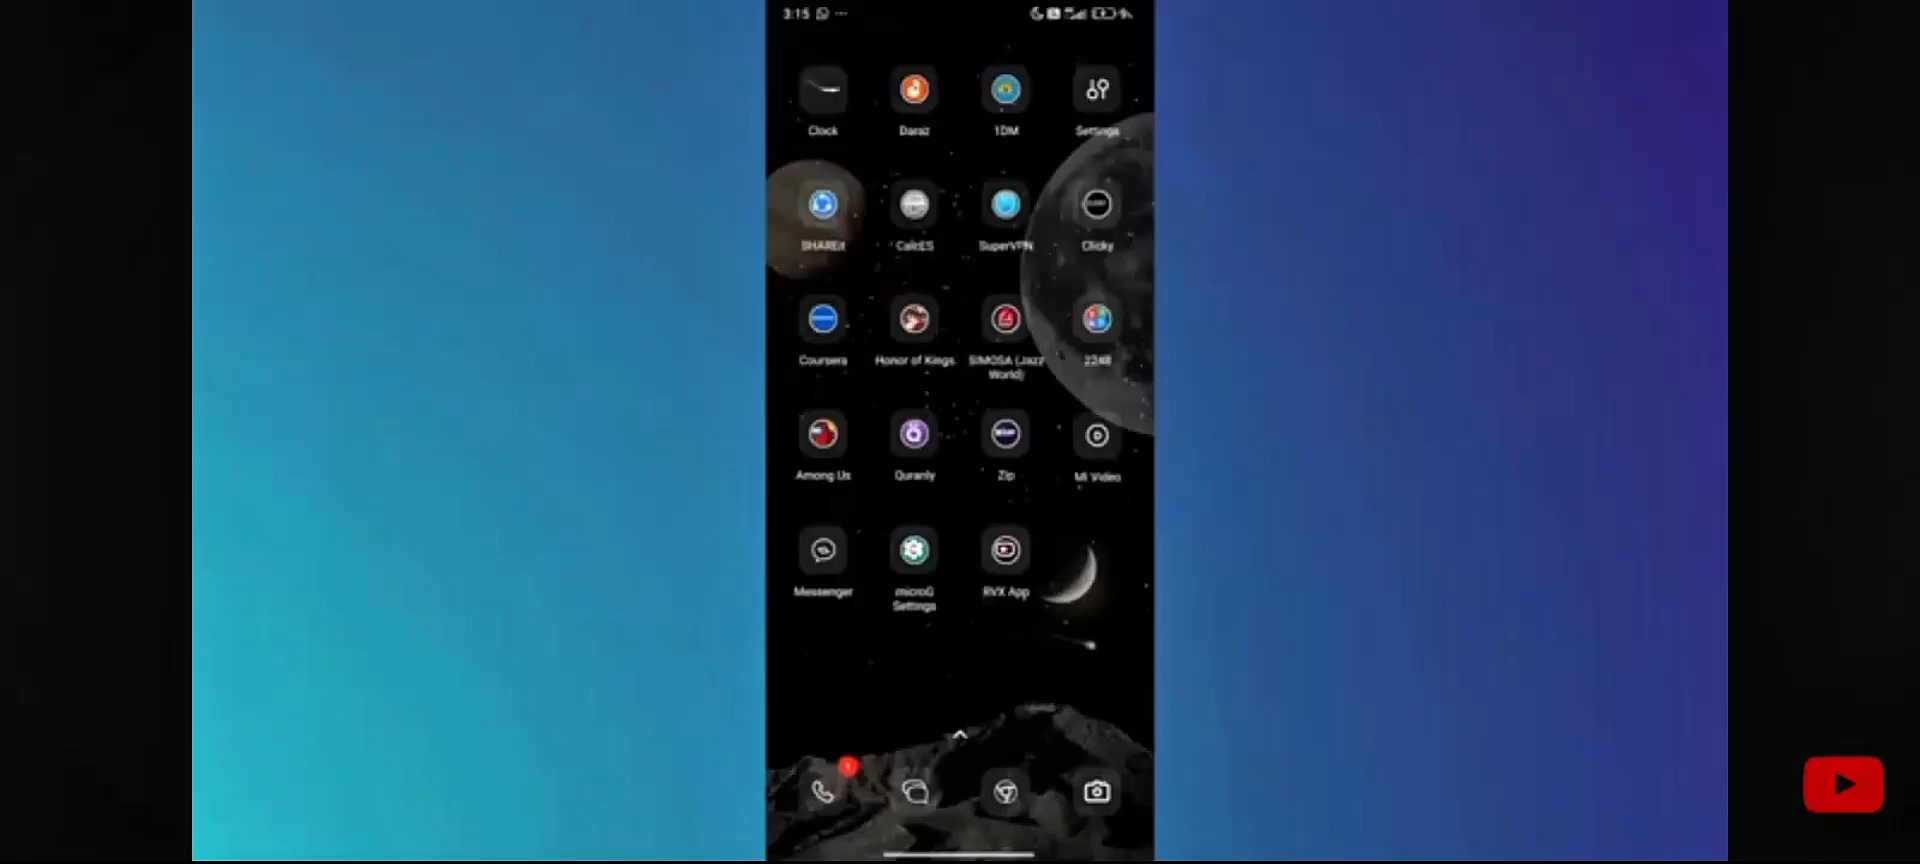 3:15
Clock
Daraz
1DM
Settings
SHAREit
CalcES
SuperVPN
Clicky
Coursera
Honor of Kings
SIMOSA (Jazz
World)
2248
Among Us
Quranly
Zip
Mi Video
Messenger
microG
Settings
RVX App
1